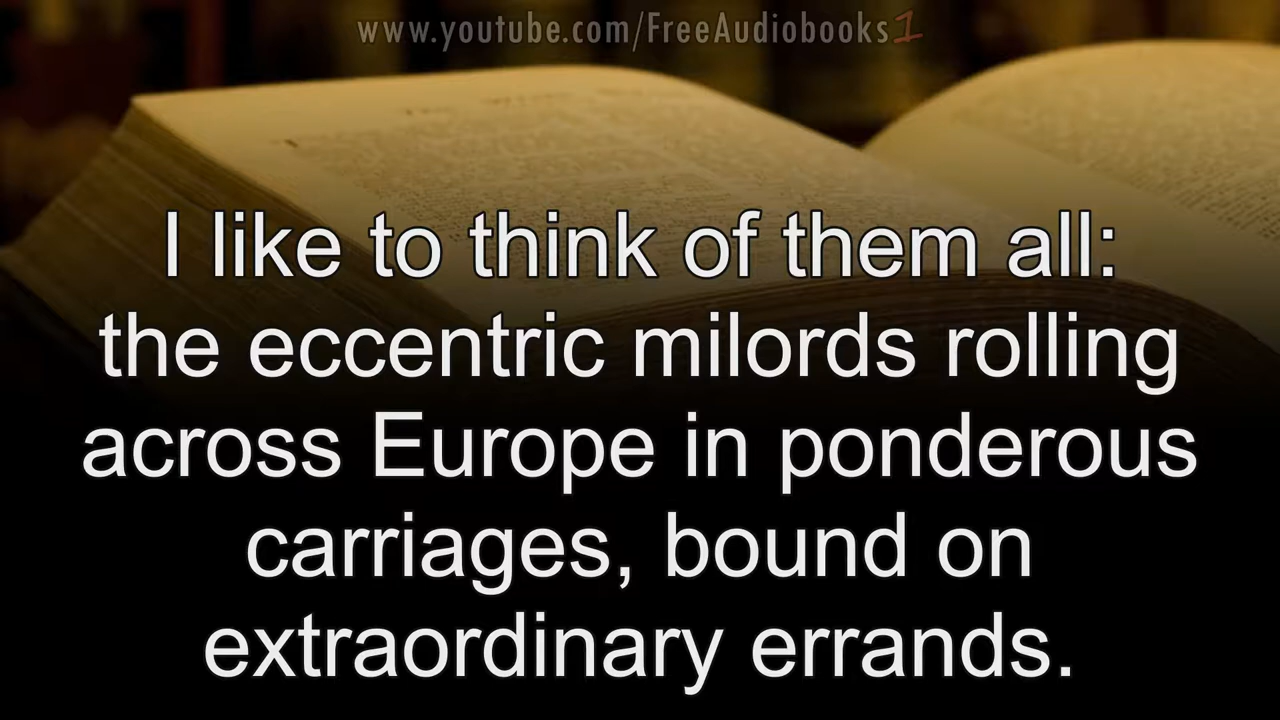 www.youtube.com/FreeAudiobooks1
I like to think of them all:
the eccentric milords rolling
across Europe in ponderous
carriages, bound on
extraordinary errands.